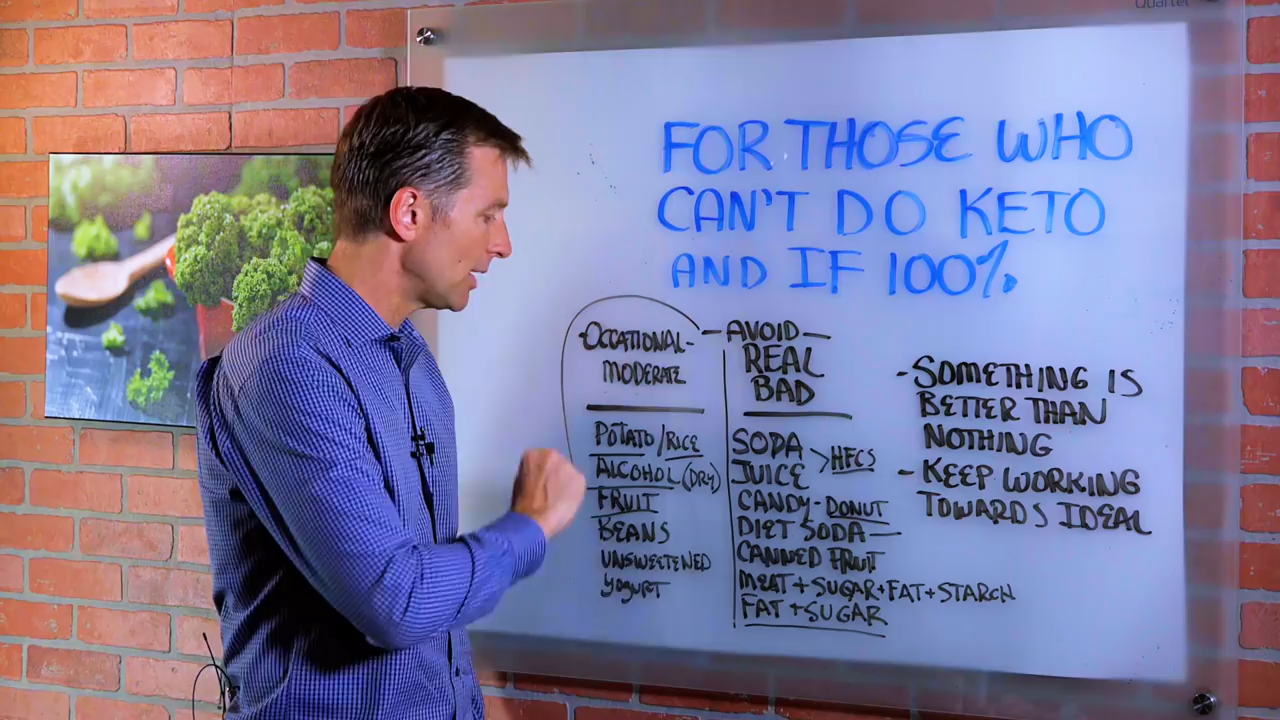 Quartet
FOR THOSE WHO
CAN'T DO KETO
AND IF 100%
-OCCATIONAL-
MODERATE
POTATO/RICE
ALCOHOL (DRY)
FRUIT
BEANS
UNSWEETENED
YOGURT
-AVOID-
REAL
BAD
SODA
JUICE >HFCS
CANDY-DONUT
DIET SODA-
CANNED FRUIT
MEAT+SUGAR+FAT+STARCH
FAT+SUGAR
-SOMETHING IS
BETTER THAN
NOTHING
- KEEP WORKING
TOWARDS IDEAL